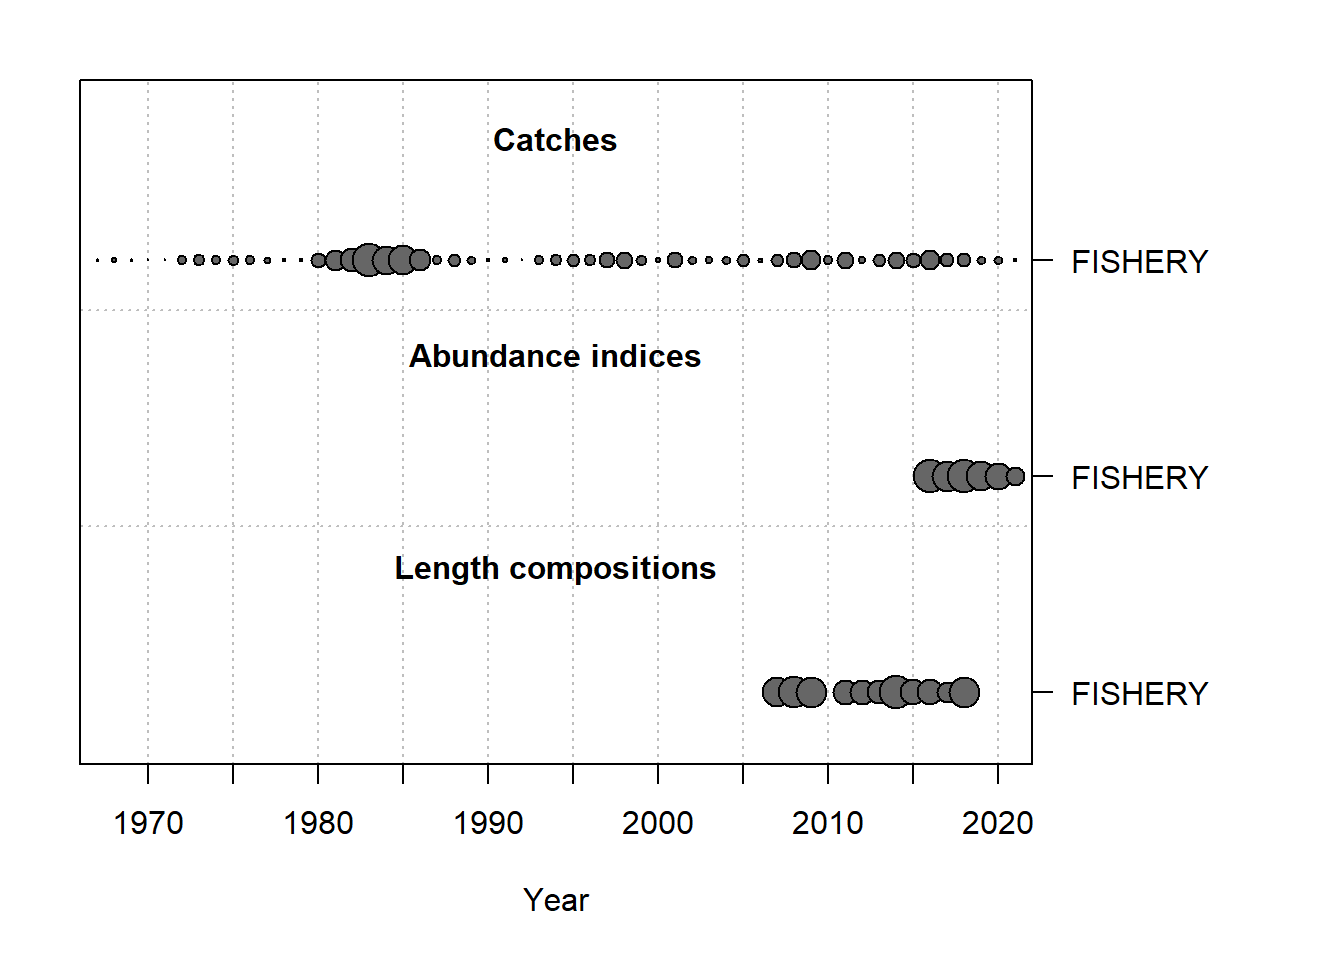 Catches
FISHERY
Abundance indices
FISHERY
Length compositions
FISHERY
1970 1980 1990 2000 2010 2020
Year